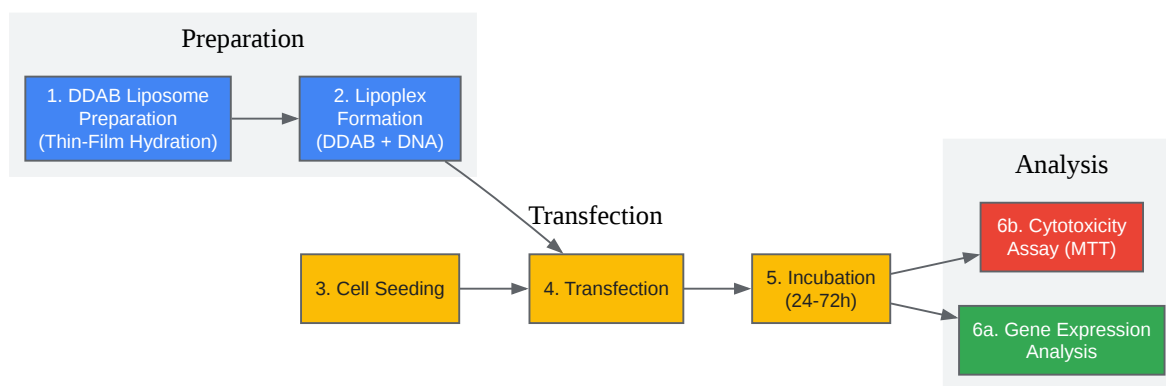 Preparation
1. DDAB Liposome
Preparation
(Thin-Film Hydration)
2. Lipoplex
Formation
(DDAB + DNA)
Transfection
3. Cell Seeding
4. Transfection
5. Incubation
(24-72h)
Analysis
6b. Cytotoxicity
Assay (MTT)
6a. Gene Expression
Analysis